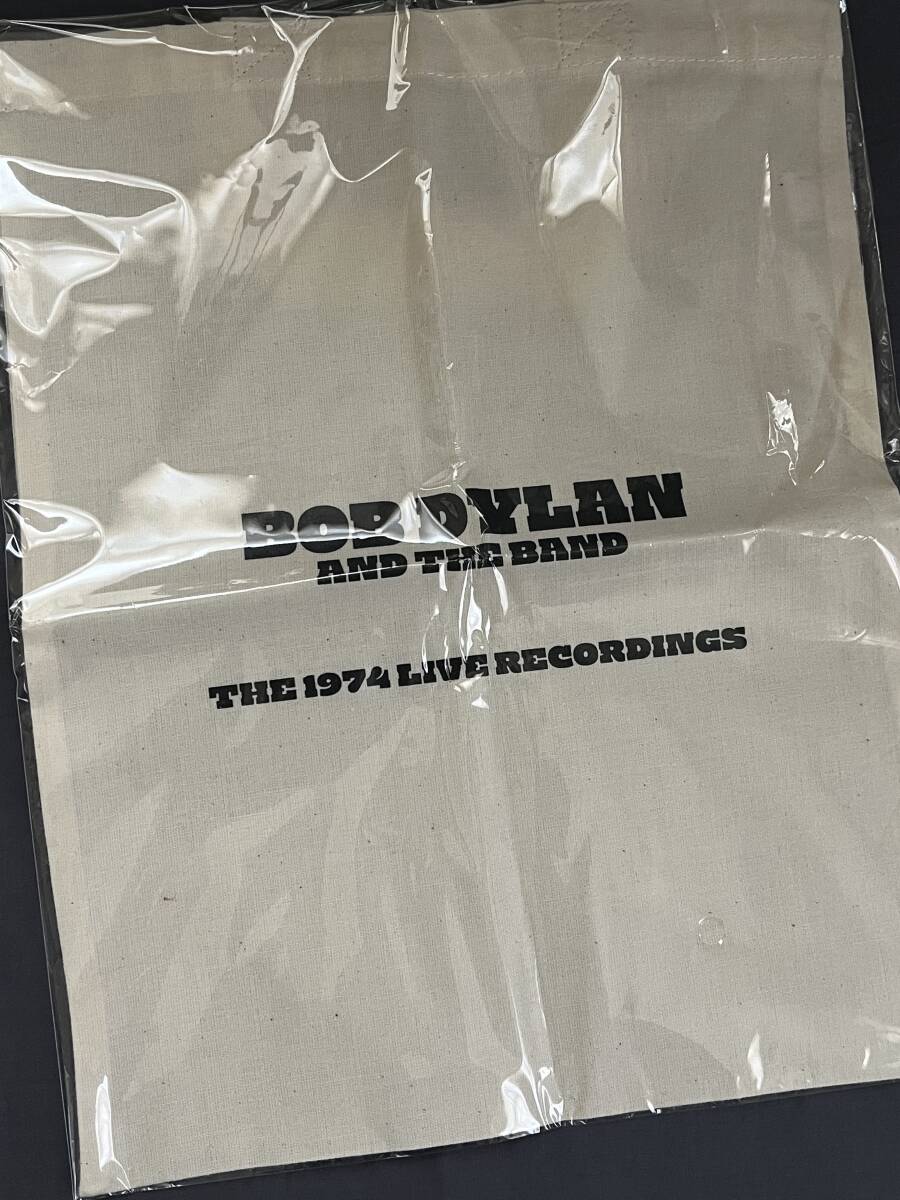 BOB DYLAN
AND THE BAND
THE 1974 LIVE RECORDINGS